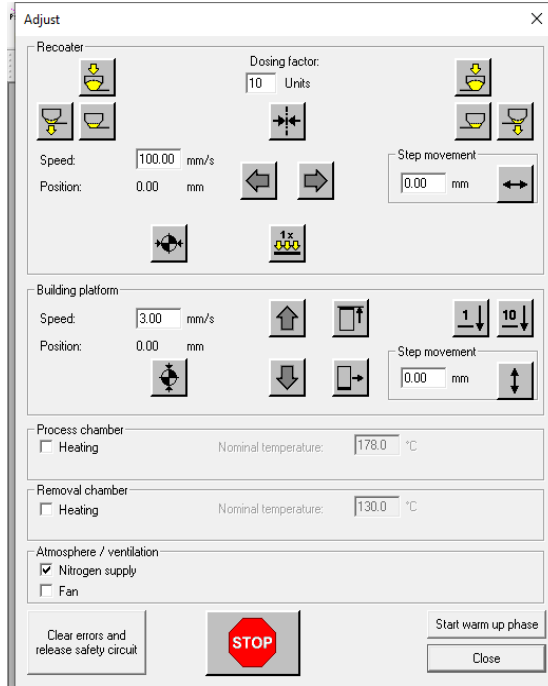 Adjust
Recoater
Dosing factor:
10 Units
Speed: 100.00 mm/s
Step movement
Position: 0.00 mm
0.00 mm
1x
Building platform
Speed: 3.00 mm/s
1 10
Position: 0.00 mm
Step movement
0.00 mm
Process chamber
Heating Nominal temperature: 178.0 °C
Removal chamber
Heating Nominal temperature: 130.0 °C
Atmosphere / ventilation
Nitrogen supply
Fan
Clear errors and
release safety circuit
STOP
Start warm up phase
Close